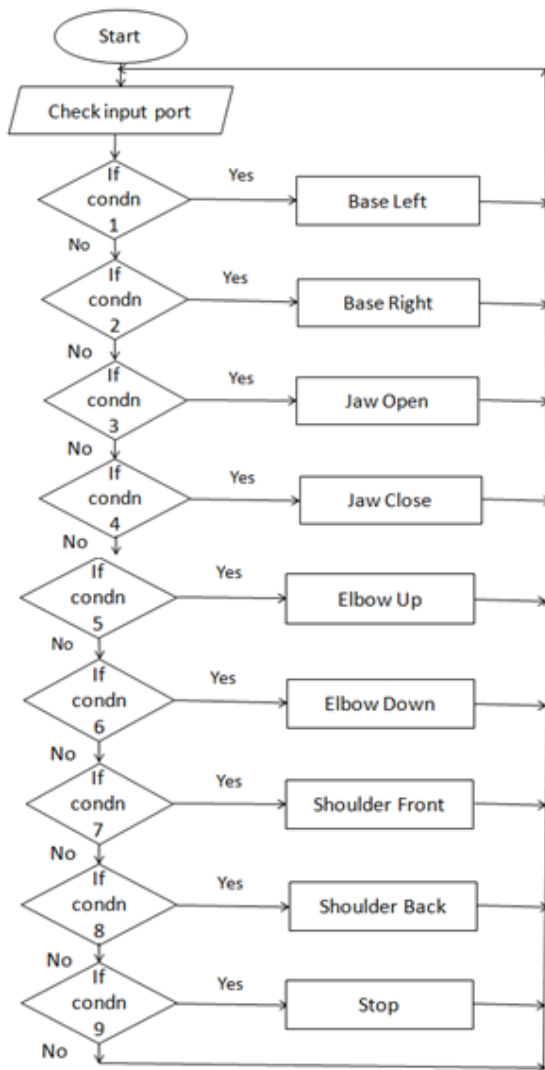 Start
Check input port
If
condn
1
Yes
Base Left
No
If
condn
2
Yes
Base Right
No
If
condn
3
Yes
Jaw Open
No
If
condn
4
Yes
Jaw Close
No
If
condn
5
Yes
Elbow Up
No
If
condn
6
Yes
Elbow Down
No
If
condn
7
Yes
Shoulder Front
No
If
condn
8
Yes
Shoulder Back
No
If
condn
9
Yes
Stop
No